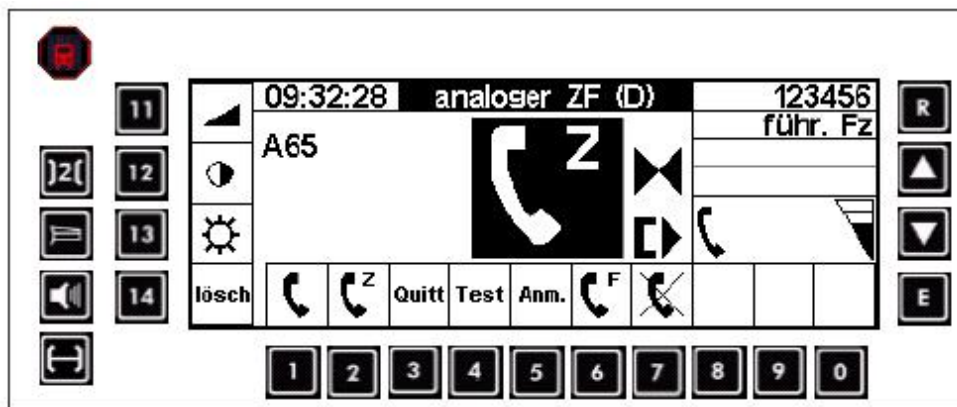 09:32:28 analoger ZF (D) 123456
11 R
führ. Fz
A65 Z
)Z( 12
13
14 lösch Z Quitt Test Anm. F E
1 2 3 4 5 6 7 8 9 0